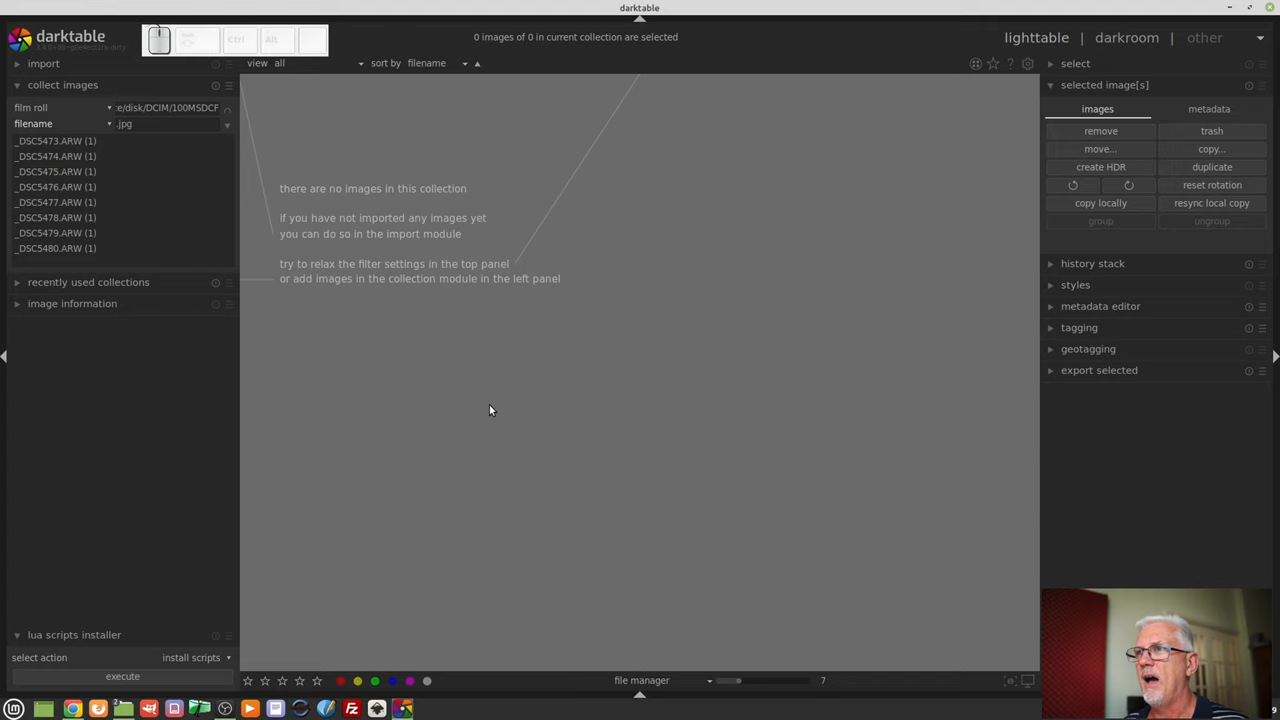 darktable
darktable
Ctrl
Alt
0 images of 0 in current collection are selected
lighttable | darkroom | other
import
view all sort by filename
select
collect images
selected image[s]
film roll :e/disk/DCIM/100MSDCF
images metadata
filename .jpg
remove trash
_DSC5473.ARW (1)
move... copy...
_DSC5474.ARW (1)
create HDR duplicate
_DSC5475.ARW (1)
reset rotation
_DSC5476.ARW (1)
copy locally resync local copy
_DSC5477.ARW (1)
group ungroup
_DSC5478.ARW (1)
_DSC5479.ARW (1)
_DSC5480.ARW (1)
there are no images in this collection
if you have not imported any images yet
you can do so in the import module
try to relax the filter settings in the top panel
or add images in the collection module in the left panel
recently used collections
image information
history stack
styles
metadata editor
tagging
geotagging
export selected
lua scripts installer
select action install scripts
execute
file manager 7